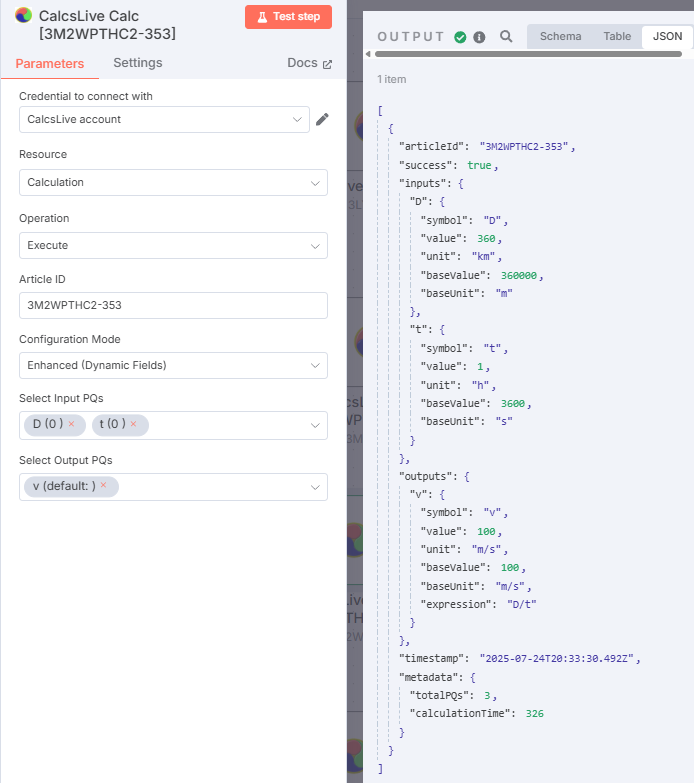 CalcsLive Calc
[3M2WPTHC2-353]
Test step
Parameters
Settings
Docs
Credential to connect with
CalcsLive account
Resource
Calculation
Operation
Execute
Article ID
3M2WPTHC2-353
Configuration Mode
Enhanced (Dynamic Fields)
Select Input PQs
D (0 ) ×
t (0 ) ×
Select Output PQs
v (default: ) ×
OUTPUT
Schema
Table
JSON
1 item
[
{
"articleId": "3M2WPTHC2-353",
"success": true,
"inputs": {
"D": {
"symbol": "D",
"value": 360,
"unit": "km",
"baseValue": 360000,
"baseUnit": "m"
},
"t": {
"symbol": "t",
"value": 1,
"unit": "h",
"baseValue": 3600,
"baseUnit": "s"
}
},
"outputs": {
"v": {
"symbol": "v",
"value": 100,
"unit": "m/s",
"baseValue": 100,
"baseUnit": "m/s",
"expression": "D/t"
}
},
"timestamp": "2025-07-24T20:33:30.492Z",
"metadata": {
"totalPQs": 3,
"calculationTime": 326
}
}
]